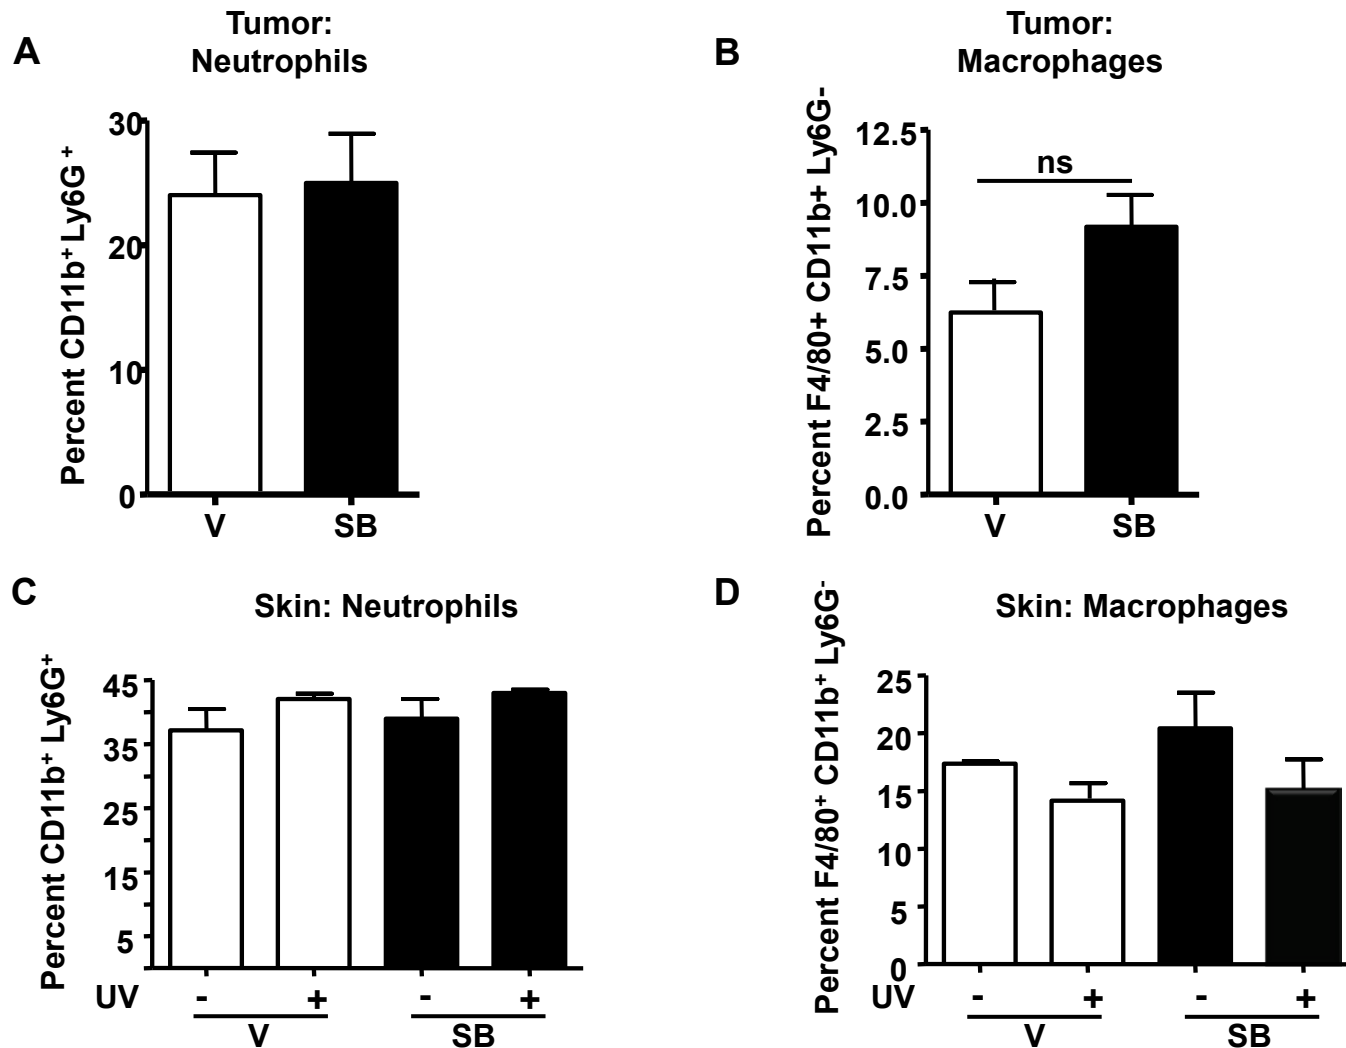 A
Tumor:
Neutrophils
Percent CD11b⁺ Ly6G⁺
30
20
10
0
V
SB
B
Tumor:
Macrophages
Percent F4/80+ CD11b+ Ly6G-
12.5
10.0
7.5
5.0
2.5
0.0
ns
V
SB
C
Skin: Neutrophils
Percent CD11b⁺ Ly6G⁺
45
35
25
15
5
UV
-
+
-
+
V
SB
D
Skin: Macrophages
Percent F4/80⁺ CD11b⁺ Ly6G⁻
25
20
15
10
5
0
UV
-
+
-
+
V
SB